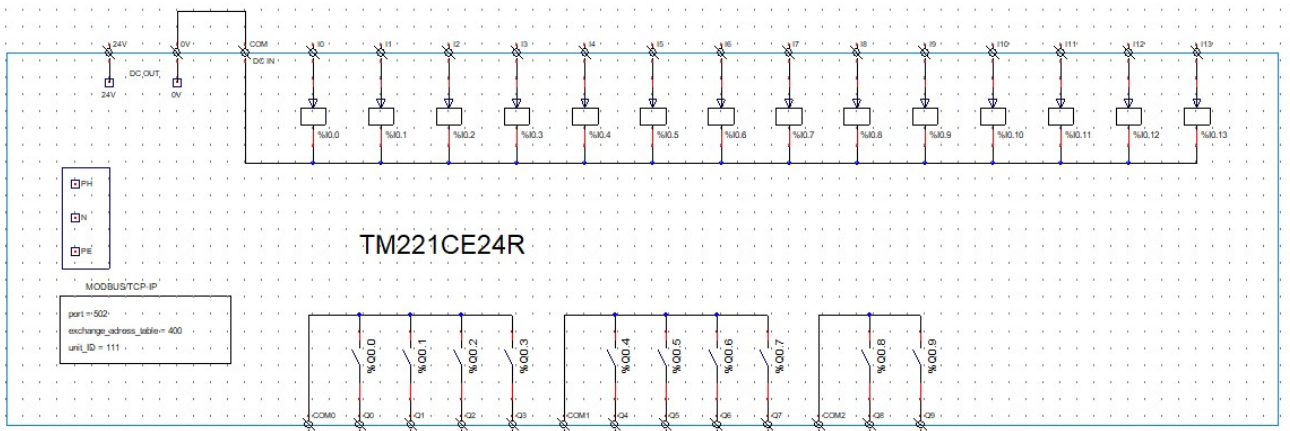 24V 0V COM I0 I1 I2 I3 I4 I5 I6 I7 I8 I9 I10 I11 I12 I13
DC OUT DC IN
24V 0V
%I0.0 %I0.1 %I0.2 %I0.3 %I0.4 %I0.5 %I0.6 %I0.7 %I0.8 %I0.9 %I0.10 %I0.11 %I0.12 %I0.13
PH
N
PE
TM221CE24R
MODBUS/TCP-IP
port = 502
exchange_adress_table = 400
unit_ID = 111
%Q0.0 %Q0.1 %Q0.2 %Q0.3 %Q0.4 %Q0.5 %Q0.6 %Q0.7 %Q0.8 %Q0.9
COM0 Q0 Q1 Q2 Q3 COM1 Q4 Q5 Q6 Q7 COM2 Q8 Q9